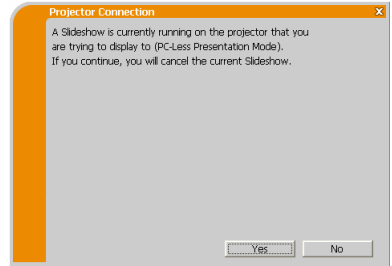 Projector Connection
A Slideshow is currently running on the projector that you
are trying to display to (PC-Less Presentation Mode).
If you continue, you will cancel the current Slideshow.
Yes
No